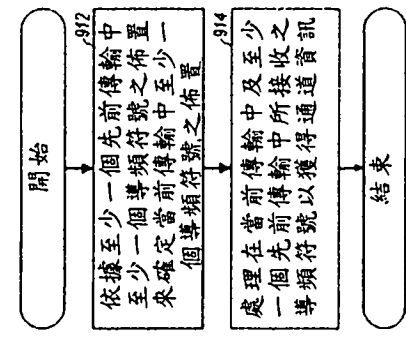 開始
912
依據至少一個先前傳輸中
至少一個導頻符號之佈置
來確定當前傳輸中至少一
個導頻符號之佈置
914
處理在當前傳輸中及至少
一個先前傳輸中所接收之
導頻符號以獲得通道資訊
結束